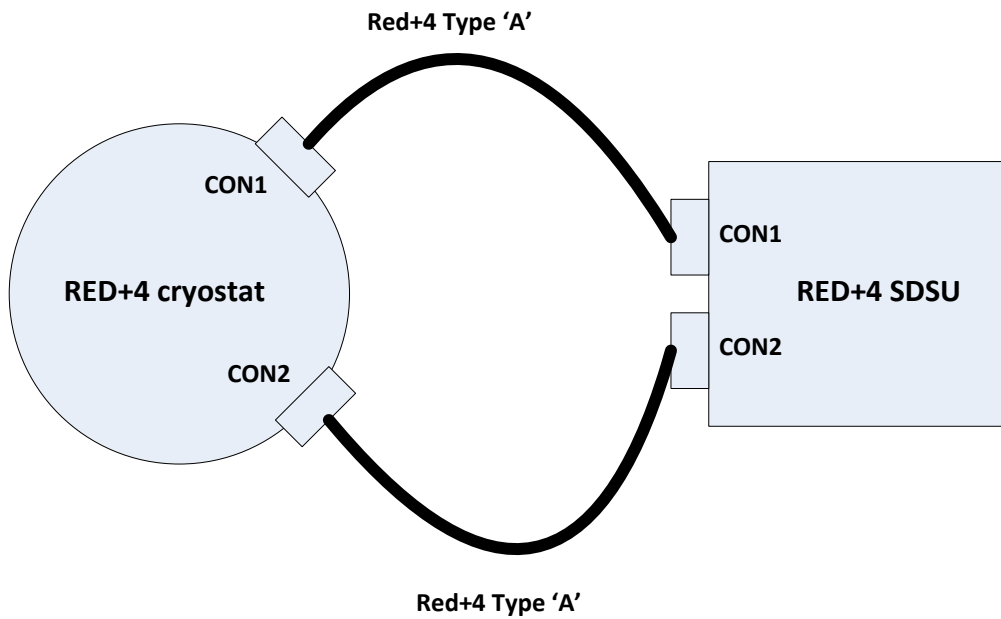 Red+4 Type ‘A’
CON1
CON1
RED+4 cryostat
RED+4 SDSU
CON2
CON2
Red+4 Type ‘A’